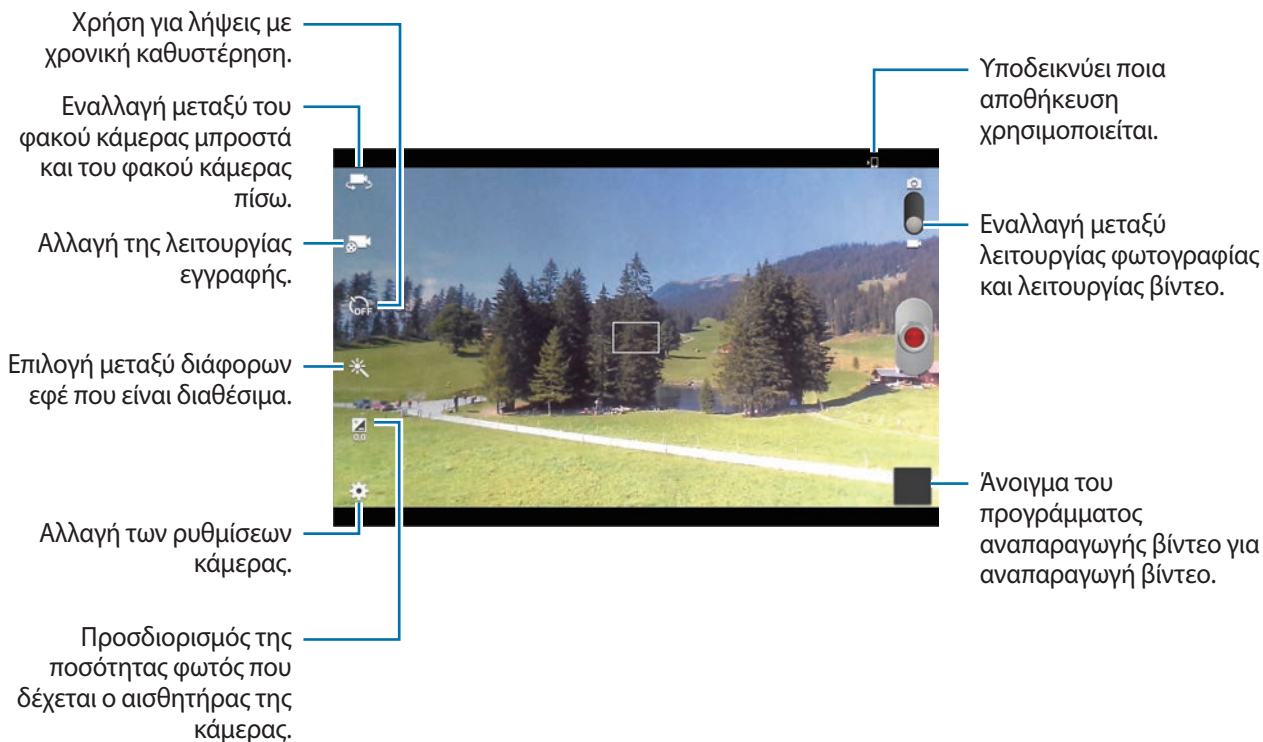 Χρήση για λήψεις με
χρονική καθυστέρηση.
Εναλλαγή μεταξύ του
φακού κάμερας μπροστά
και του φακού κάμερας
πίσω.
Αλλαγή της λειτουργίας
εγγραφής.
Επιλογή μεταξύ διάφορων
εφέ που είναι διαθέσιμα.
Αλλαγή των ρυθμίσεων
κάμερας.
Προσδιορισμός της
ποσότητας φωτός που
δέχεται ο αισθητήρας της
κάμερας.
OFF
0.0
Υποδεικνύει ποια
αποθήκευση
χρησιμοποιείται.
Εναλλαγή μεταξύ
λειτουργίας φωτογραφίας
και λειτουργίας βίντεο.
Άνοιγμα του
προγράμματος
αναπαραγωγής βίντεο για
αναπαραγωγή βίντεο.